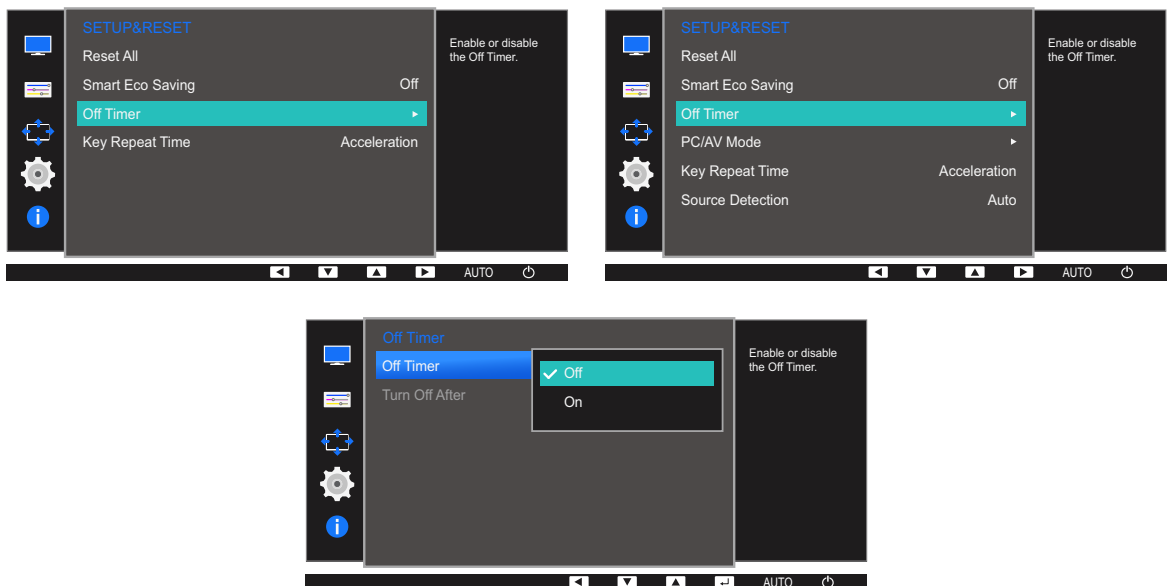 SETUP&RESET
Reset All
Smart Eco Saving Off
Off Timer
Key Repeat Time Acceleration
Enable or disable
the Off Timer.
AUTO
SETUP&RESET
Reset All
Smart Eco Saving Off
Off Timer
PC/AV Mode
Key Repeat Time Acceleration
Source Detection Auto
Enable or disable
the Off Timer.
AUTO
Off Timer
Off Timer
Turn Off After
Off
On
Enable or disable
the Off Timer.
AUTO